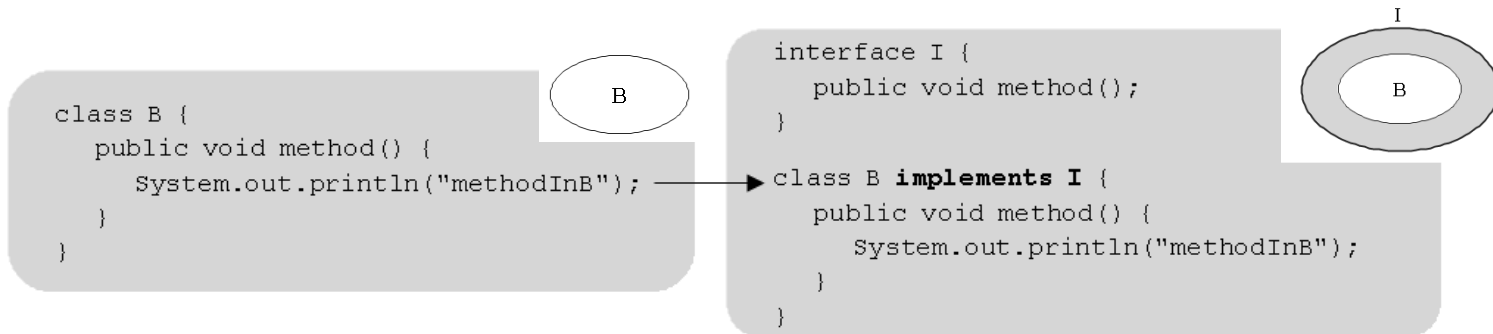 class B {
public void method() {
System.out.println("methodInB");
}
}
B
interface I {
public void method();
}
class B implements I {
public void method() {
System.out.println("methodInB");
}
}
I
B